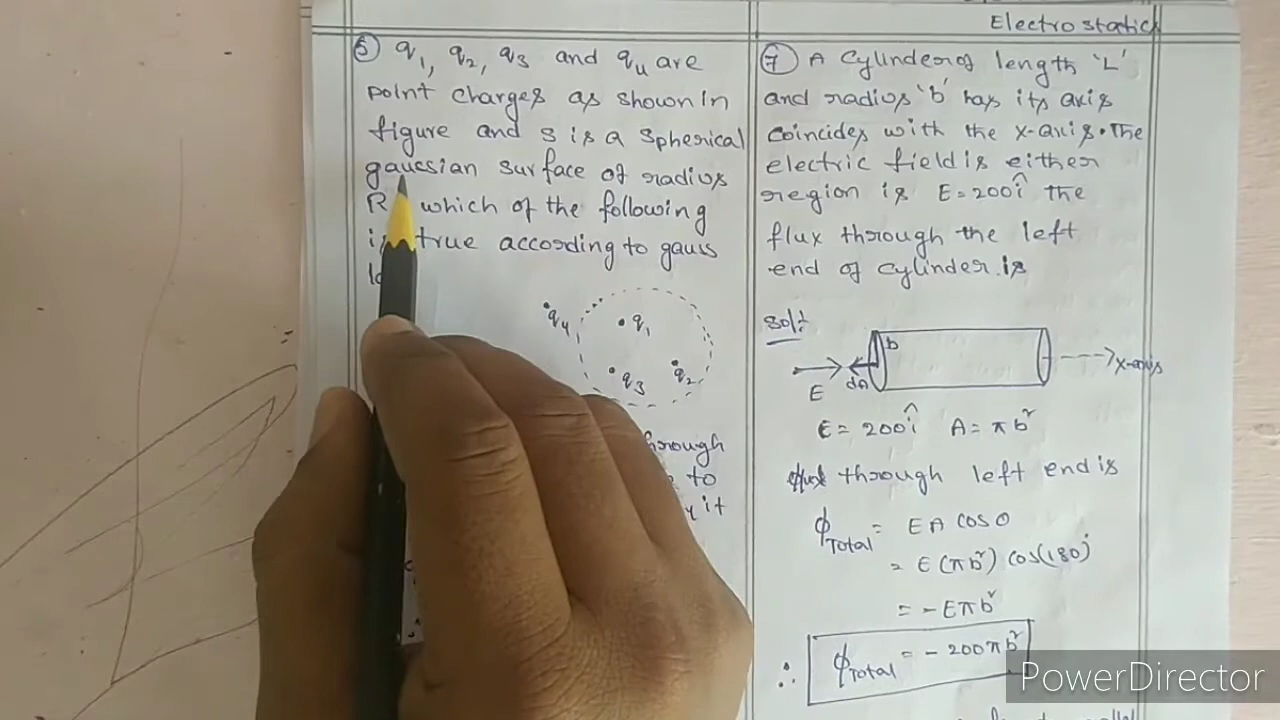 Electrostatics
⑥ q1, q2, q3 and q4 are
point charges as shown in
figure and S is a Spherical
gaussian surface of radius
R which of the following
is true according to gauss
q4
q1
q3
q2
through
to
it
⑦ A Cylinder of length 'L'
and radius 'b' has its axis
Coincides with the x-axis. The
electric field is either
region is E = 200î the
flux through the left
end of cylinder is
Sol:
b
E
dA
X-axis
E = 200î A = πb²
flux through left end is
ϕTotal = EA cosθ
= E(πb²) cos(180°)
= -Eπb²
∴ ϕTotal = -200πb²
PowerDirector